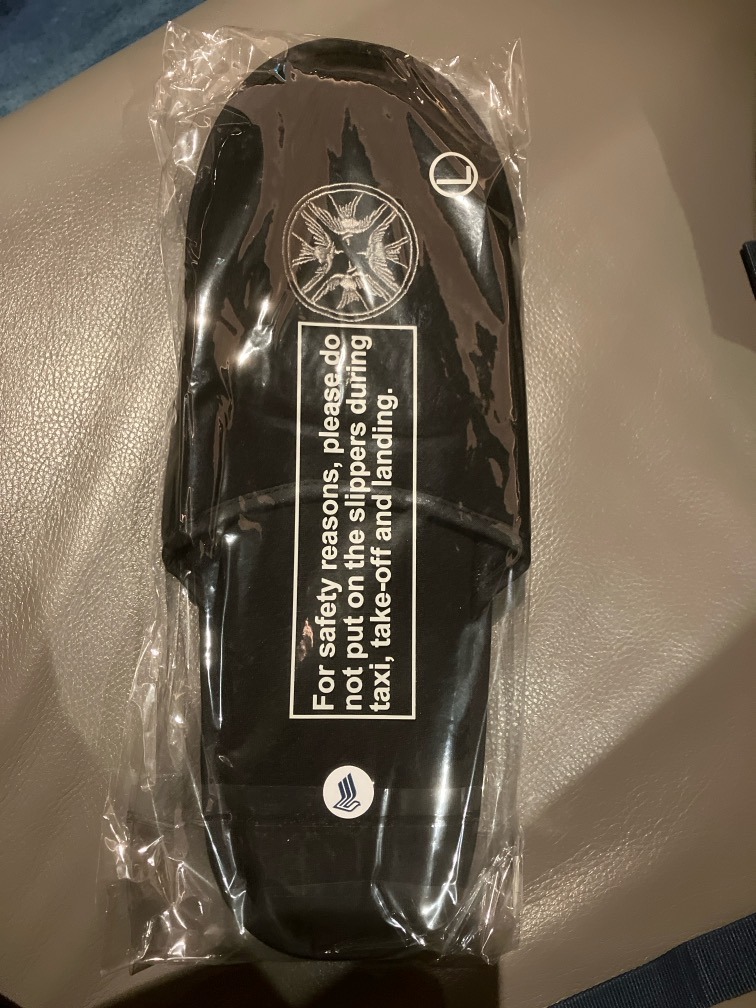 L
For safety reasons, please do
not put on the slippers during
taxi, take-off and landing.